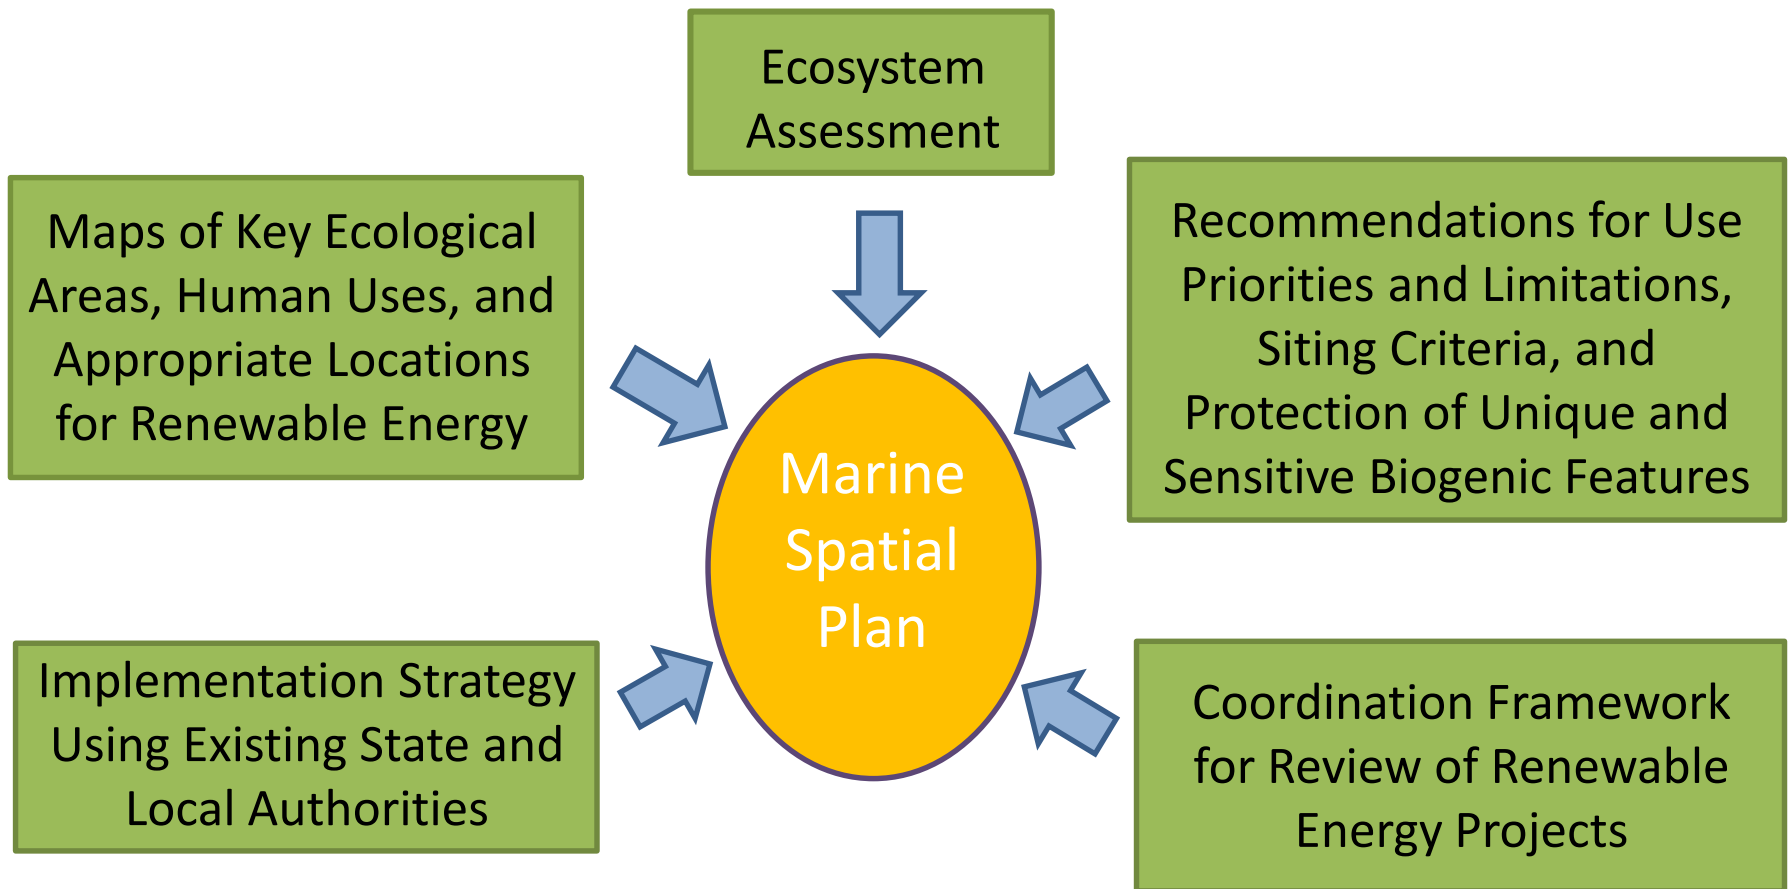 Ecosystem
Assessment
Maps of Key Ecological
Areas, Human Uses, and
Appropriate Locations
for Renewable Energy
Recommendations for Use
Priorities and Limitations,
Siting Criteria, and
Protection of Unique and
Sensitive Biogenic Features
Marine
Spatial
Plan
Implementation Strategy
Using Existing State and
Local Authorities
Coordination Framework
for Review of Renewable
Energy Projects